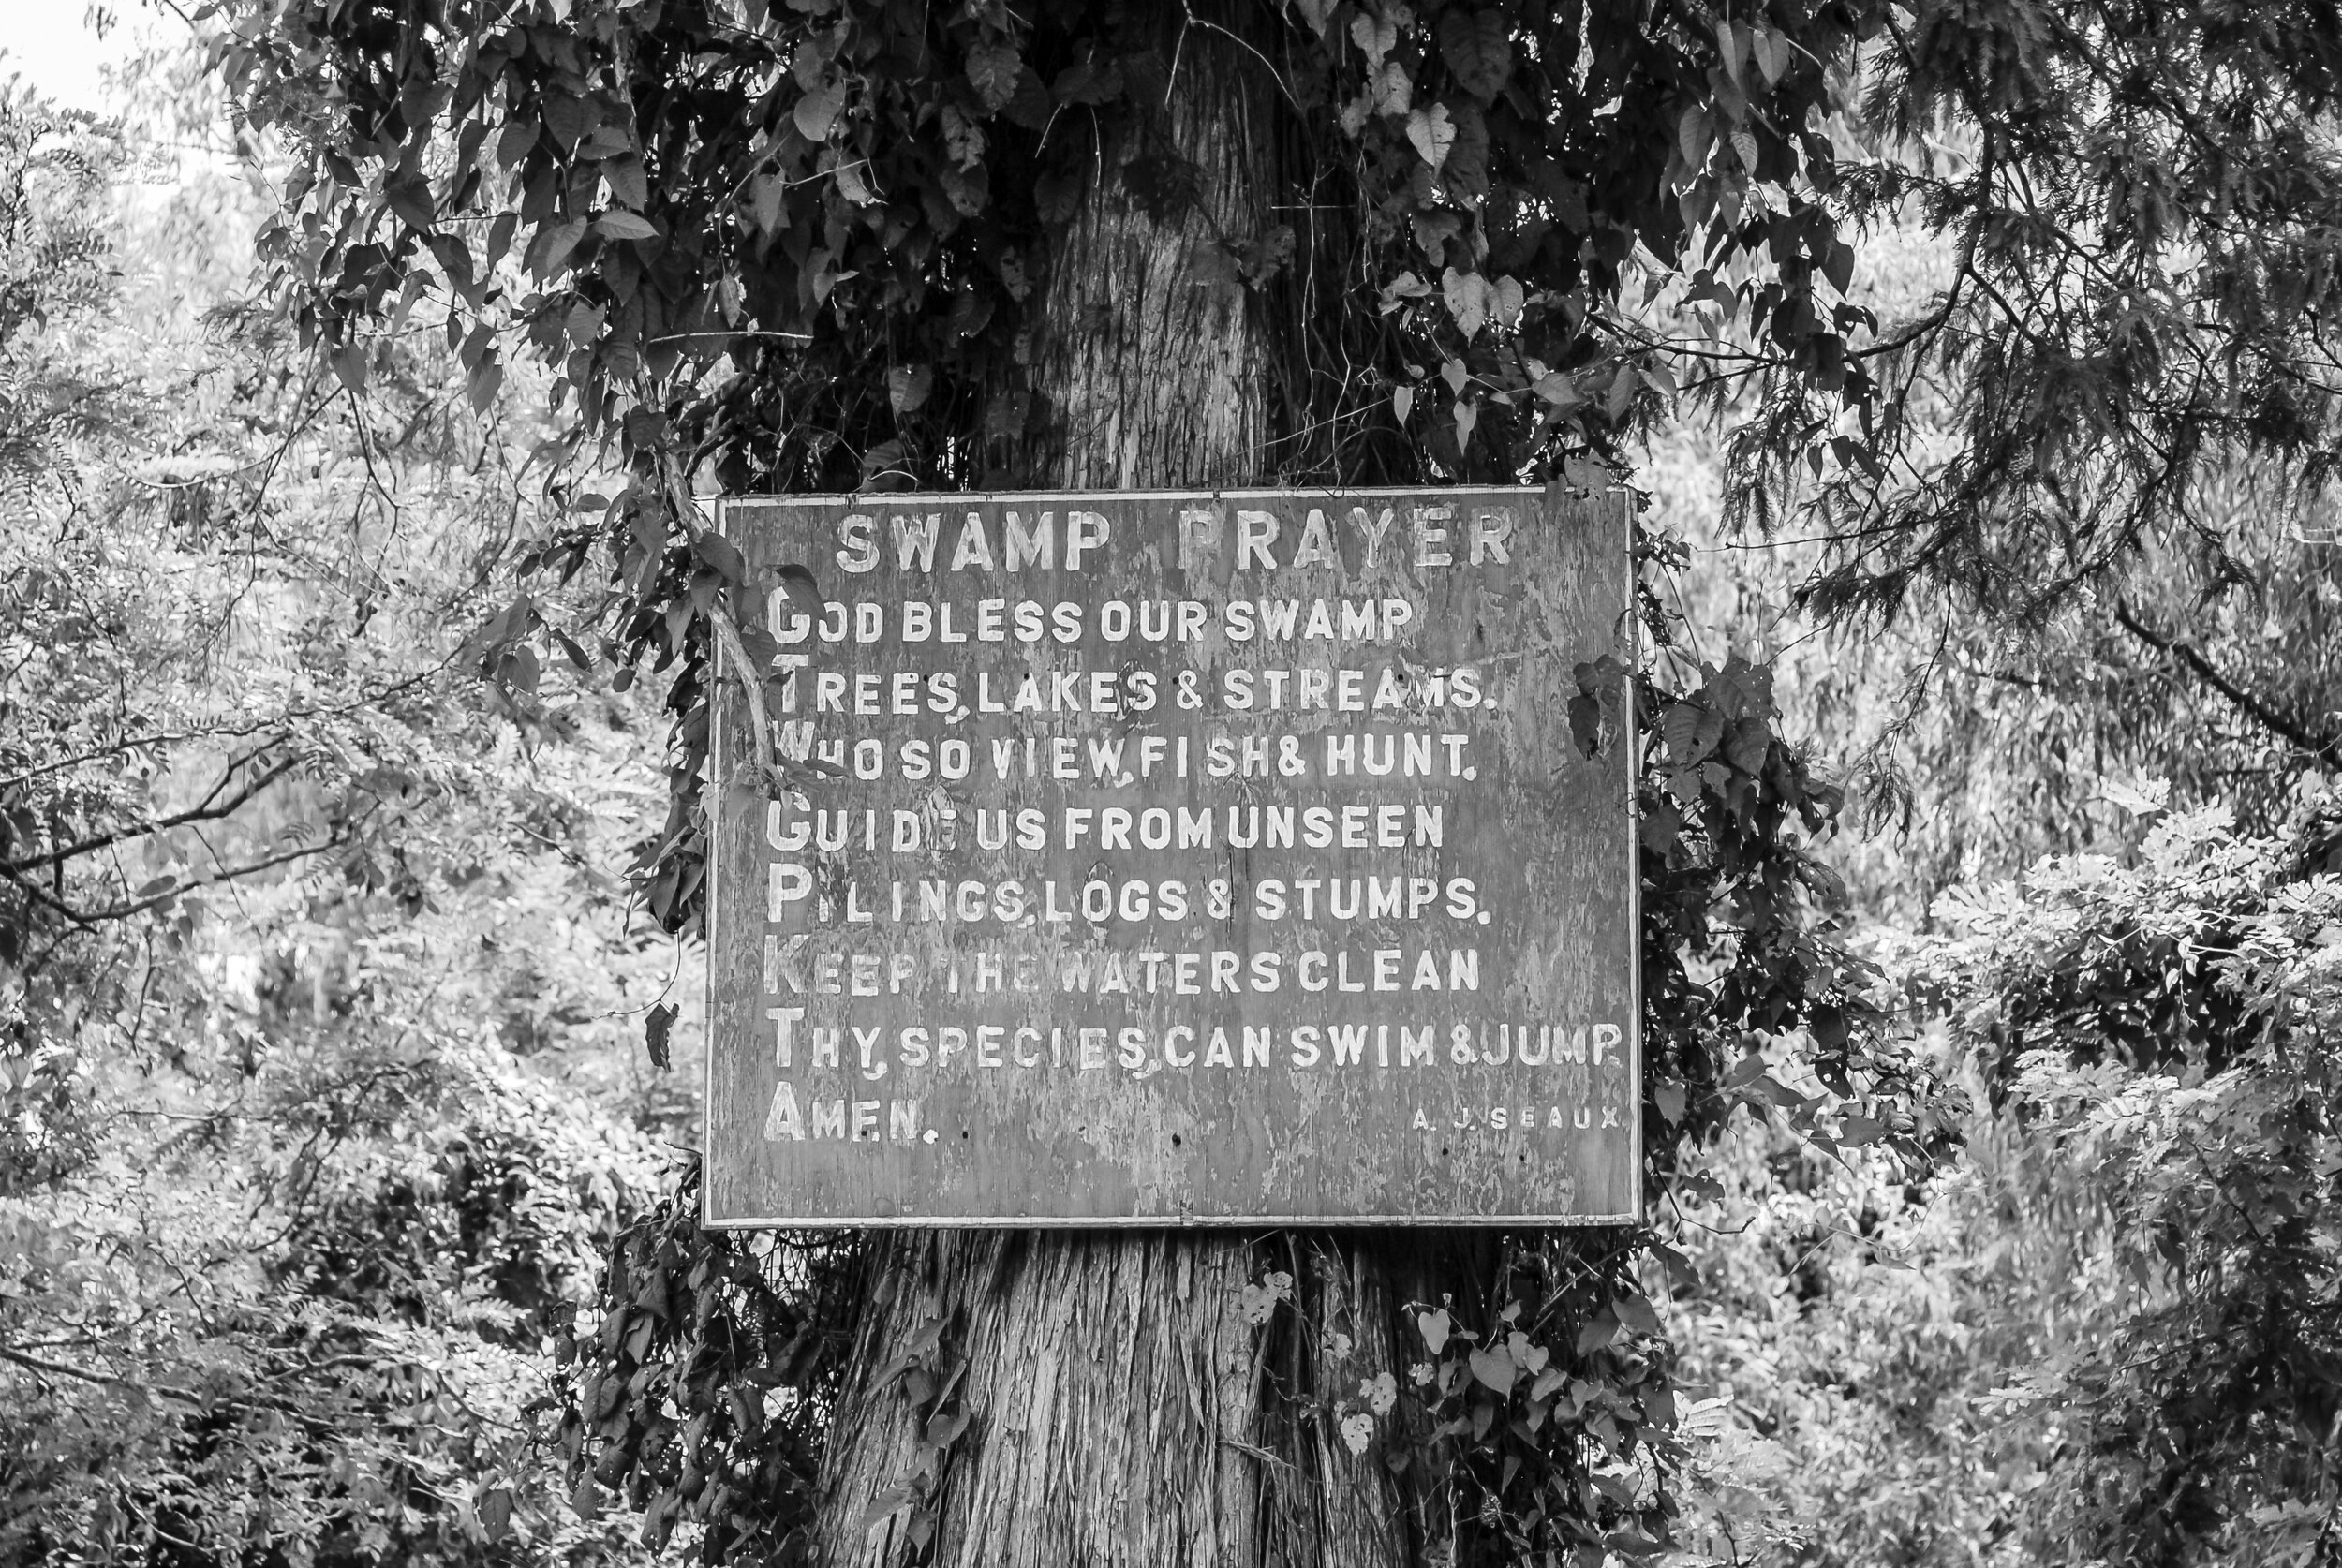 SWAMP PRAYER
GOD BLESS OUR SWAMP
TREES, LAKES & STREAMS.
WHO SO VIEW, FISH & HUNT.
GUIDE US FROM UNSEEN
PILINGS, LOGS & STUMPS.
KEEP THE WATERS CLEAN
THY, SPECIES, CAN SWIM & JUMP.
AMEN.
A. J. SEAUX